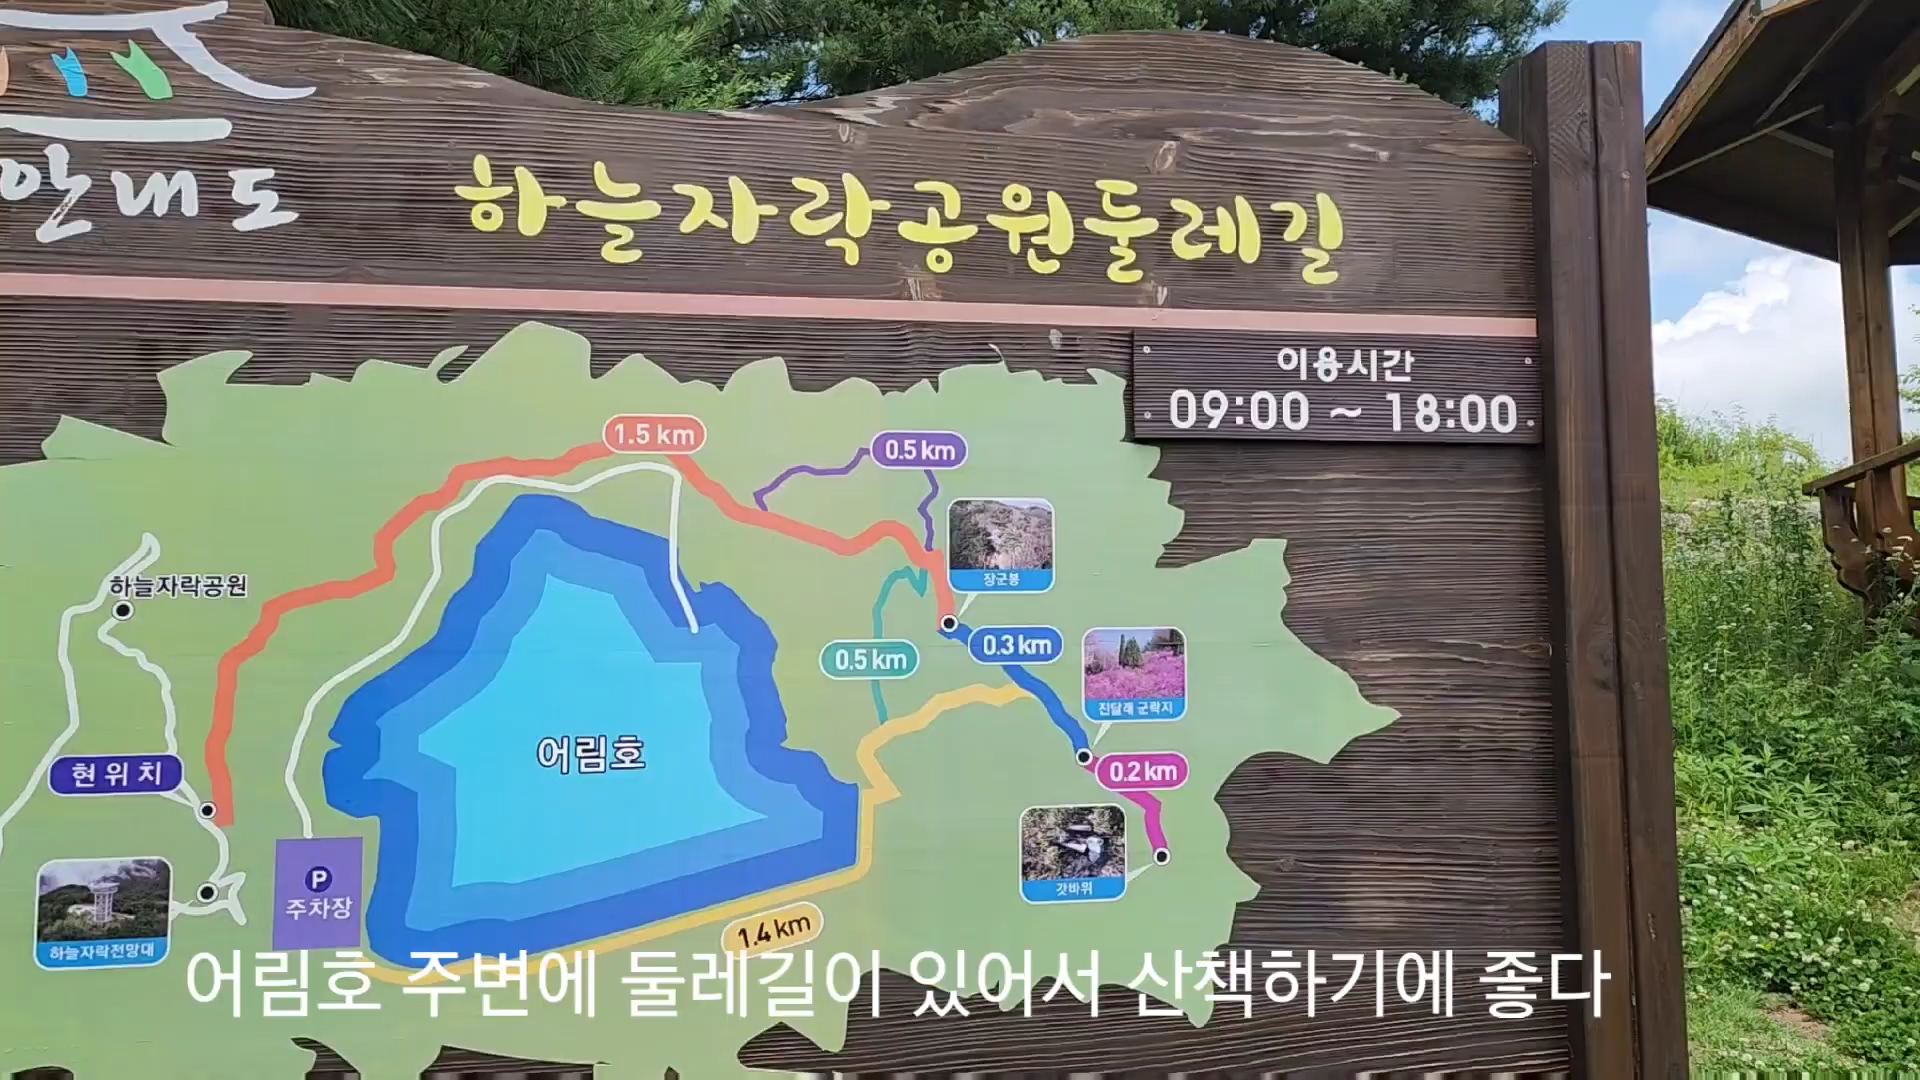 안내도
하늘자락공원둘레길
이용시간
09:00 ~ 18:00
1.5 km
0.5 km
장군봉
하늘자락공원
0.3 km
0.5 km
진달래 군락지
어림호
현위치
0.2 km
갓바위
P
주차장
하늘자락전망대
1.4 km
어림호 주변에 둘레길이 있어서 산책하기에 좋다